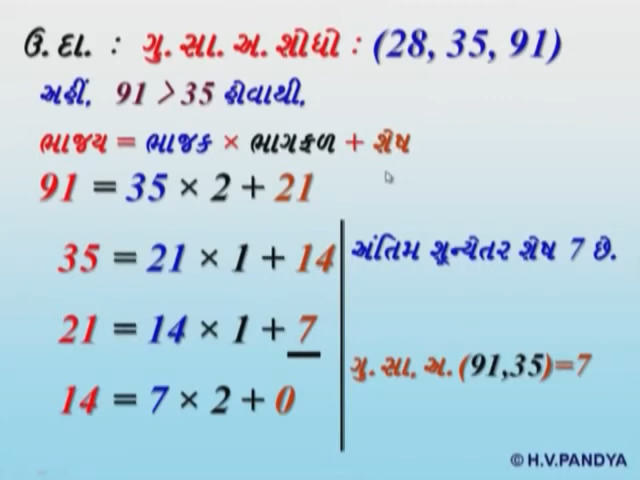 ઉ. દા. : ગુ. સા. અ. શોધો : (28, 35, 91)
અહીં, 91 > 35 હોવાથી,
ભાજ્ય = ભાજક × ભાગફળ + શેષ
91 = 35 × 2 + 21
35 = 21 × 1 + 14
21 = 14 × 1 + 7
14 = 7 × 2 + 0
અંતિમ શૂન્યેતર શેષ 7 છે.
ગુ. સા. અ. (91,35)=7
© H.V.PANDYA